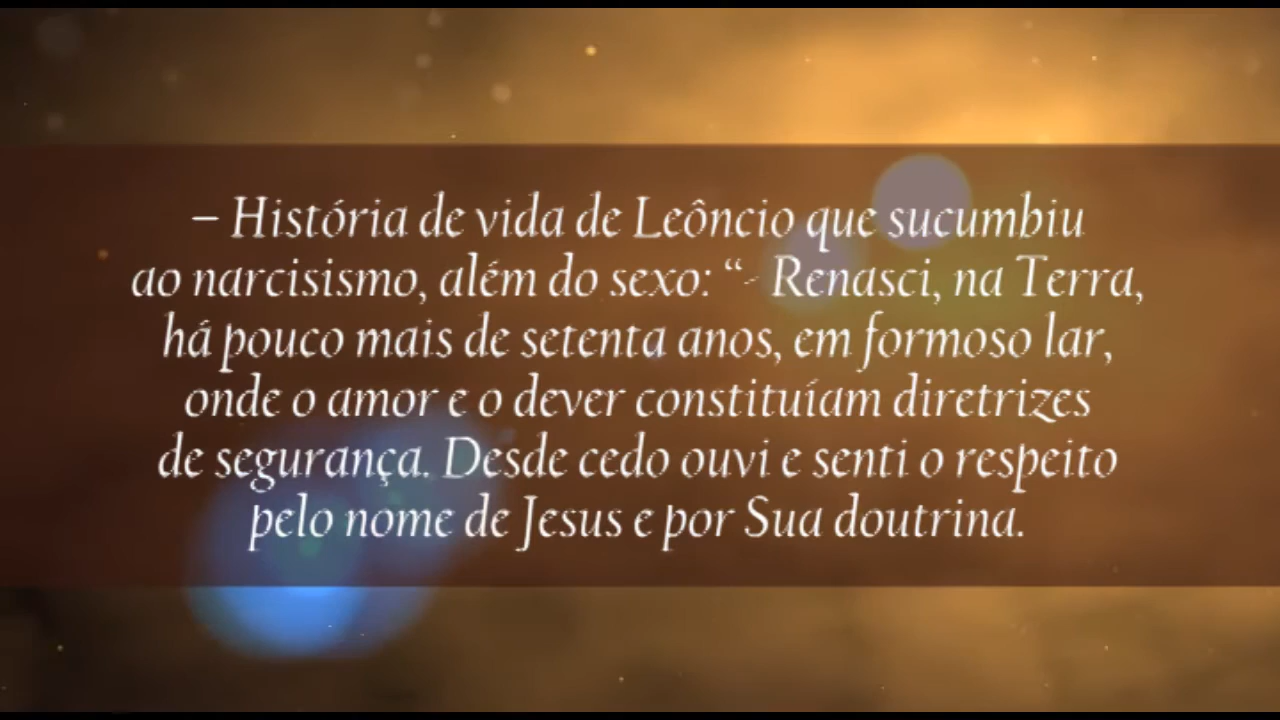 – História de vida de Leôncio que sucumbiu
ao narcisismo, além do sexo: “- Renasci, na Terra,
há pouco mais de setenta anos, em formoso lar,
onde o amor e o dever constituíam diretrizes
de segurança. Desde cedo ouvi e senti o respeito
pelo nome de Jesus e por Sua doutrina.